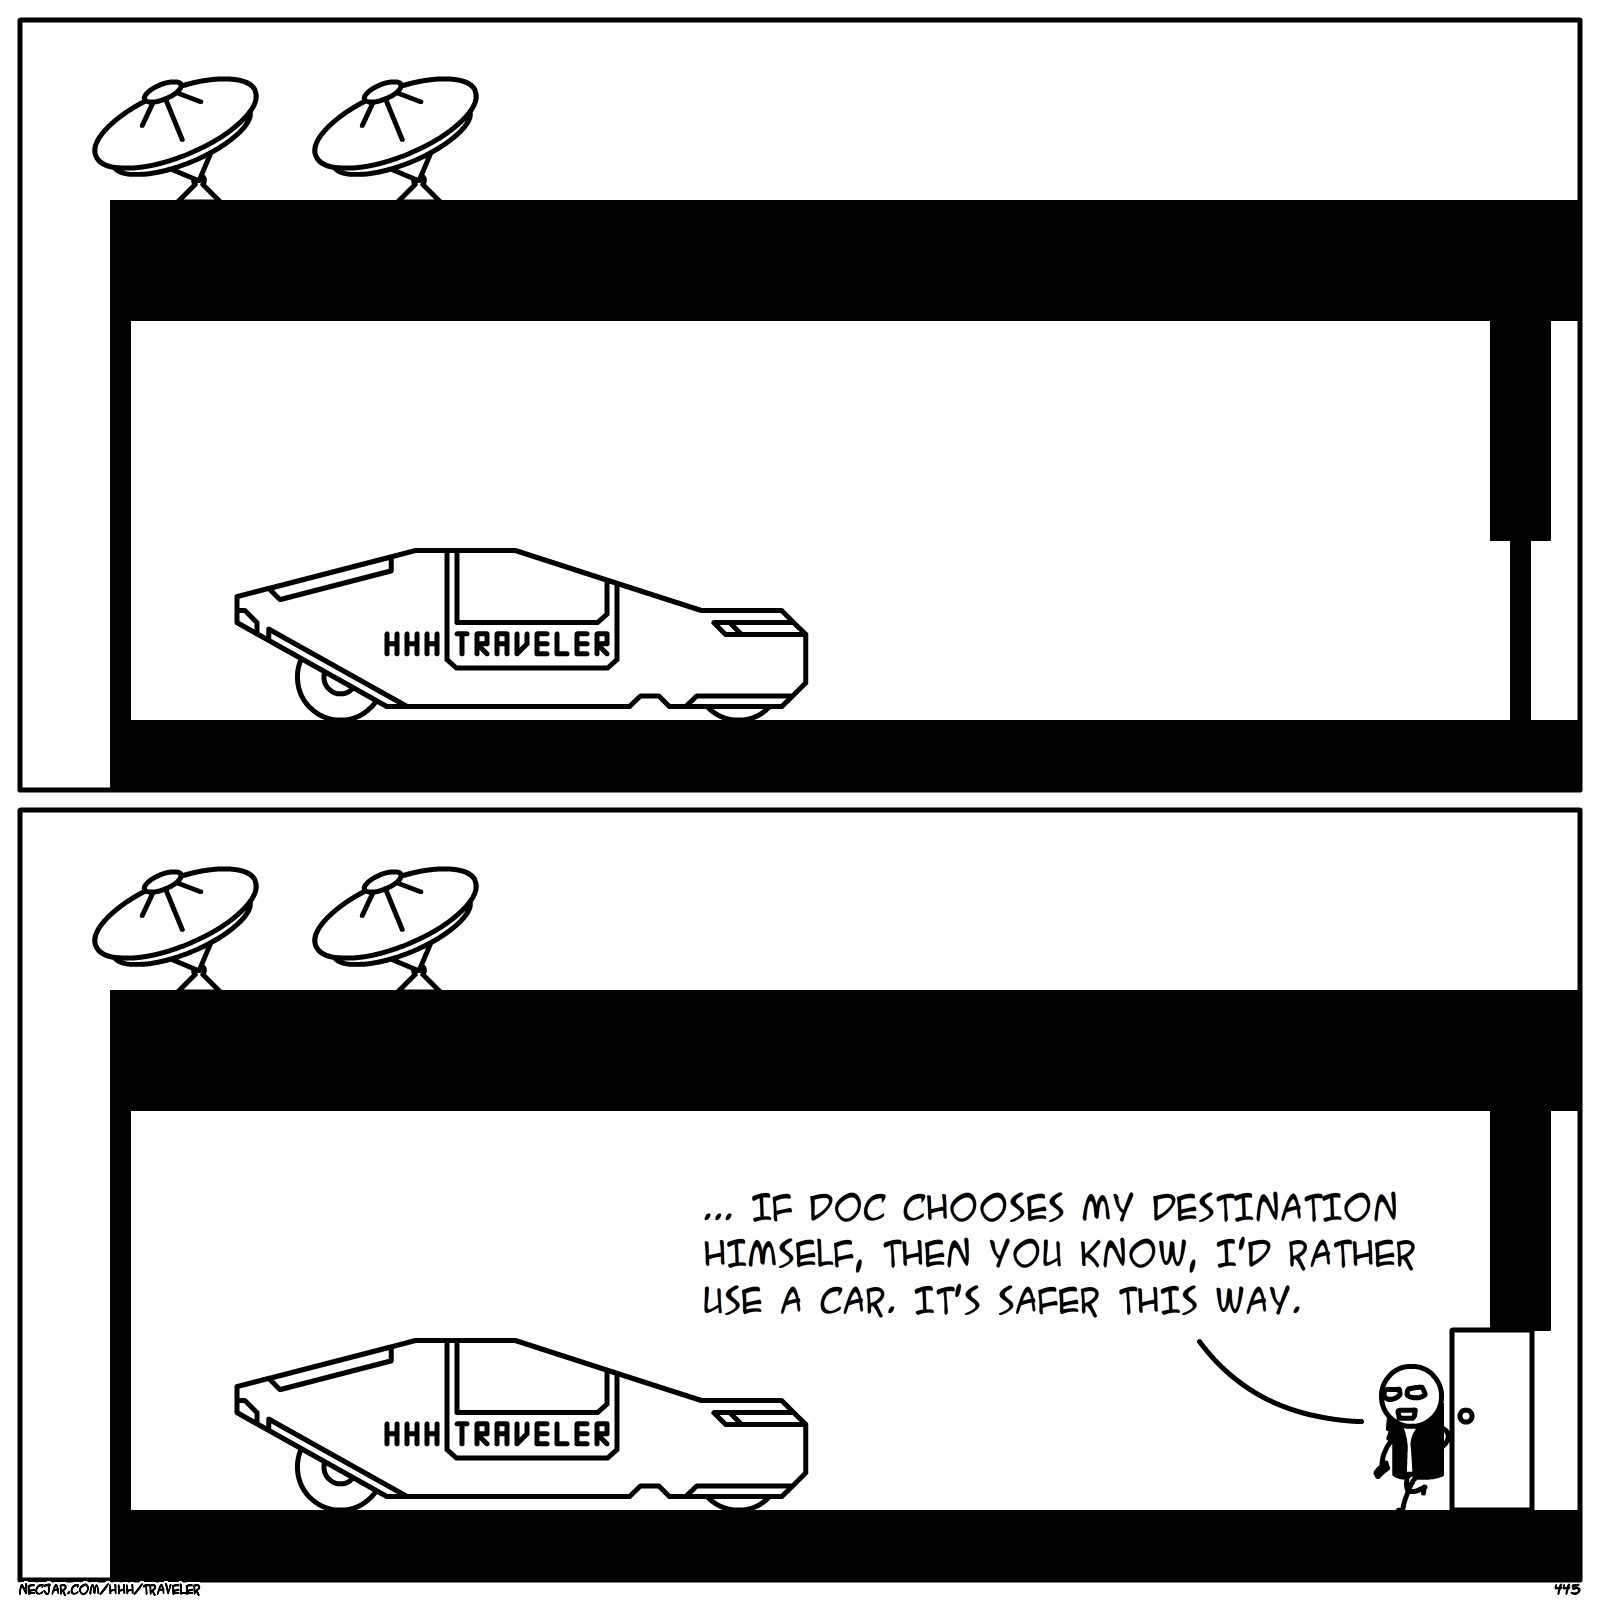 HHH TRAVELER
... IF DOC CHOOSES MY DESTINATION
HIMSELF, THEN YOU KNOW, I'D RATHER
USE A CAR. IT'S SAFER THIS WAY.
HHH TRAVELER
NECJAR.COM/HHH/TRAVELER
445